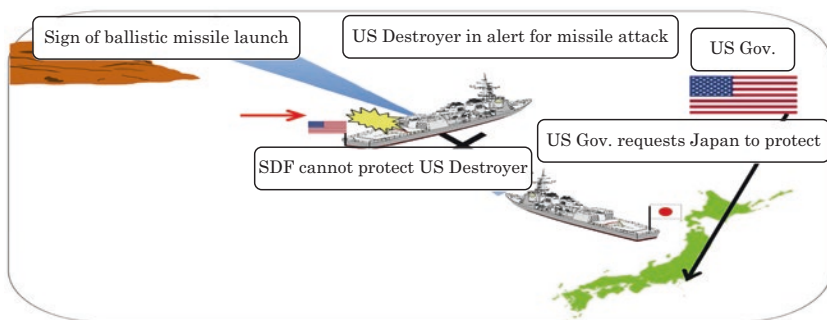 Sign of ballistic missile launch
US Destroyer in alert for missile attack
US Gov.
US Gov. requests Japan to protect
SDF cannot protect US Destroyer